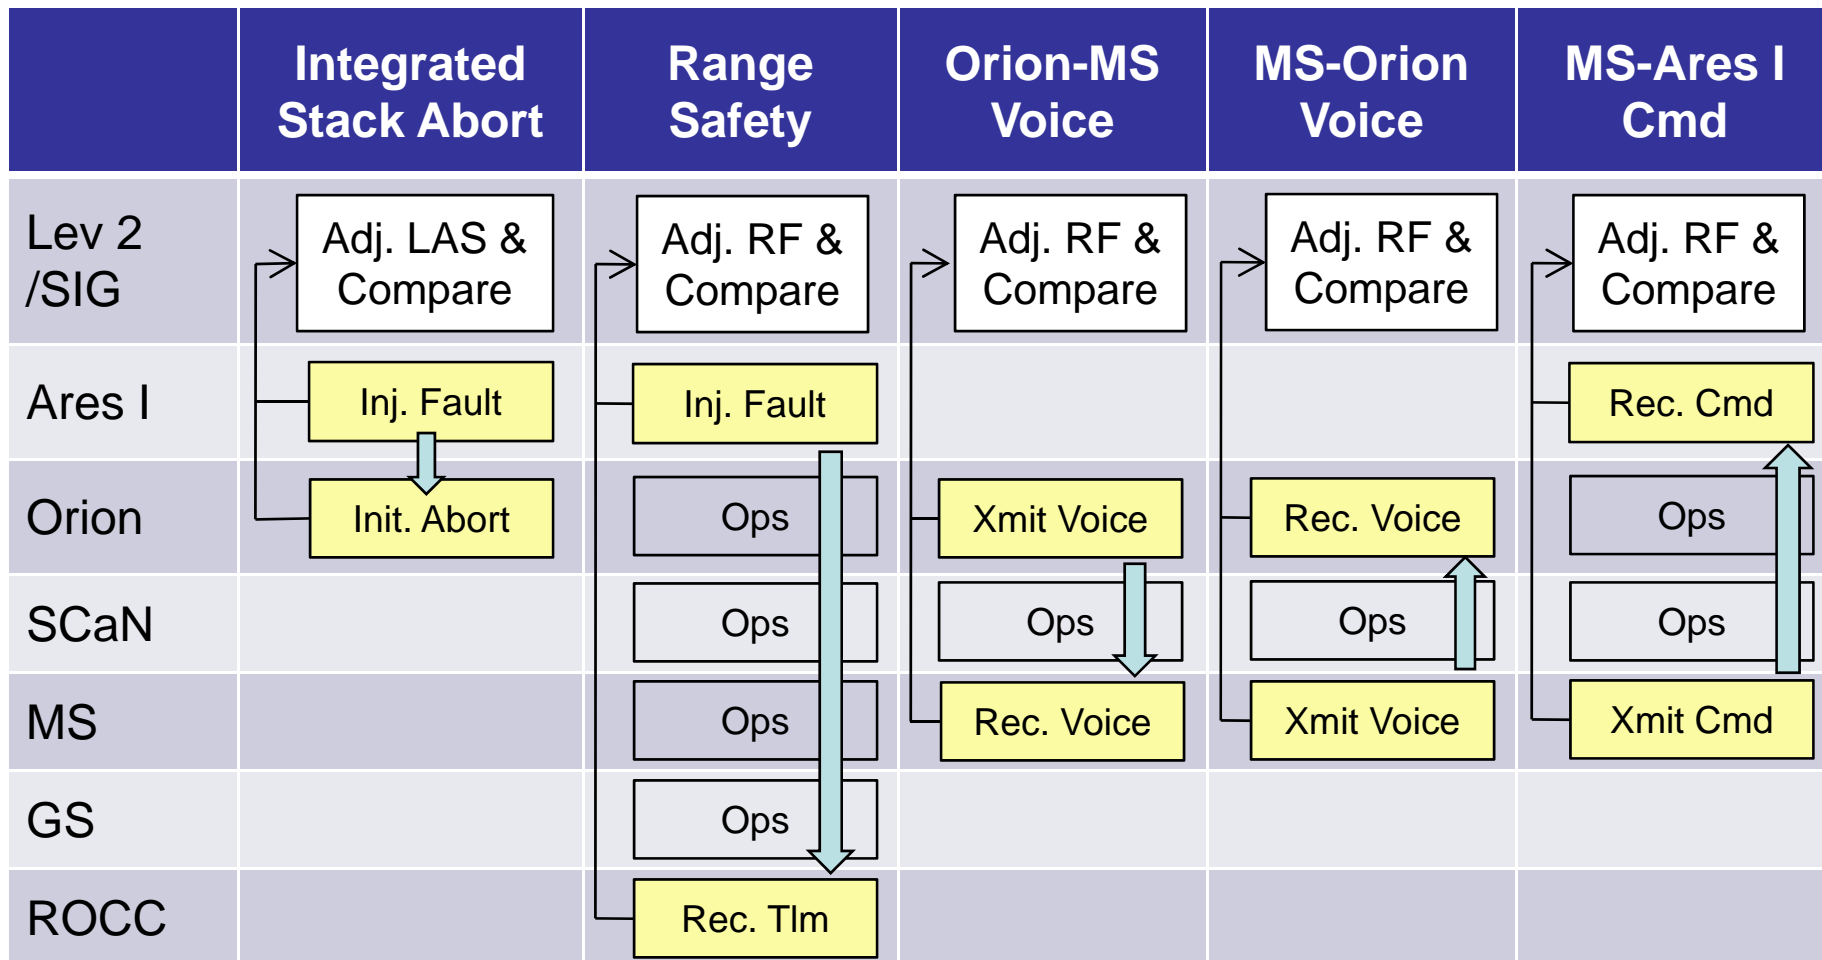 Integrated
Stack Abort
Range
Safety
Orion-MS
Voice
MS-Orion
Voice
MS-Ares I
Cmd
Lev 2
/SIG
Adj. LAS &
Compare
Adj. RF &
Compare
Adj. RF &
Compare
Adj. RF &
Compare
Adj. RF &
Compare
Ares I
Inj. Fault
Inj. Fault
Rec. Cmd
Orion
Init. Abort
Ops
Xmit Voice
Rec. Voice
Ops
SCaN
Ops
Ops
Ops
Ops
MS
Ops
Rec. Voice
Xmit Voice
Xmit Cmd
GS
Ops
ROCC
Rec. Tlm